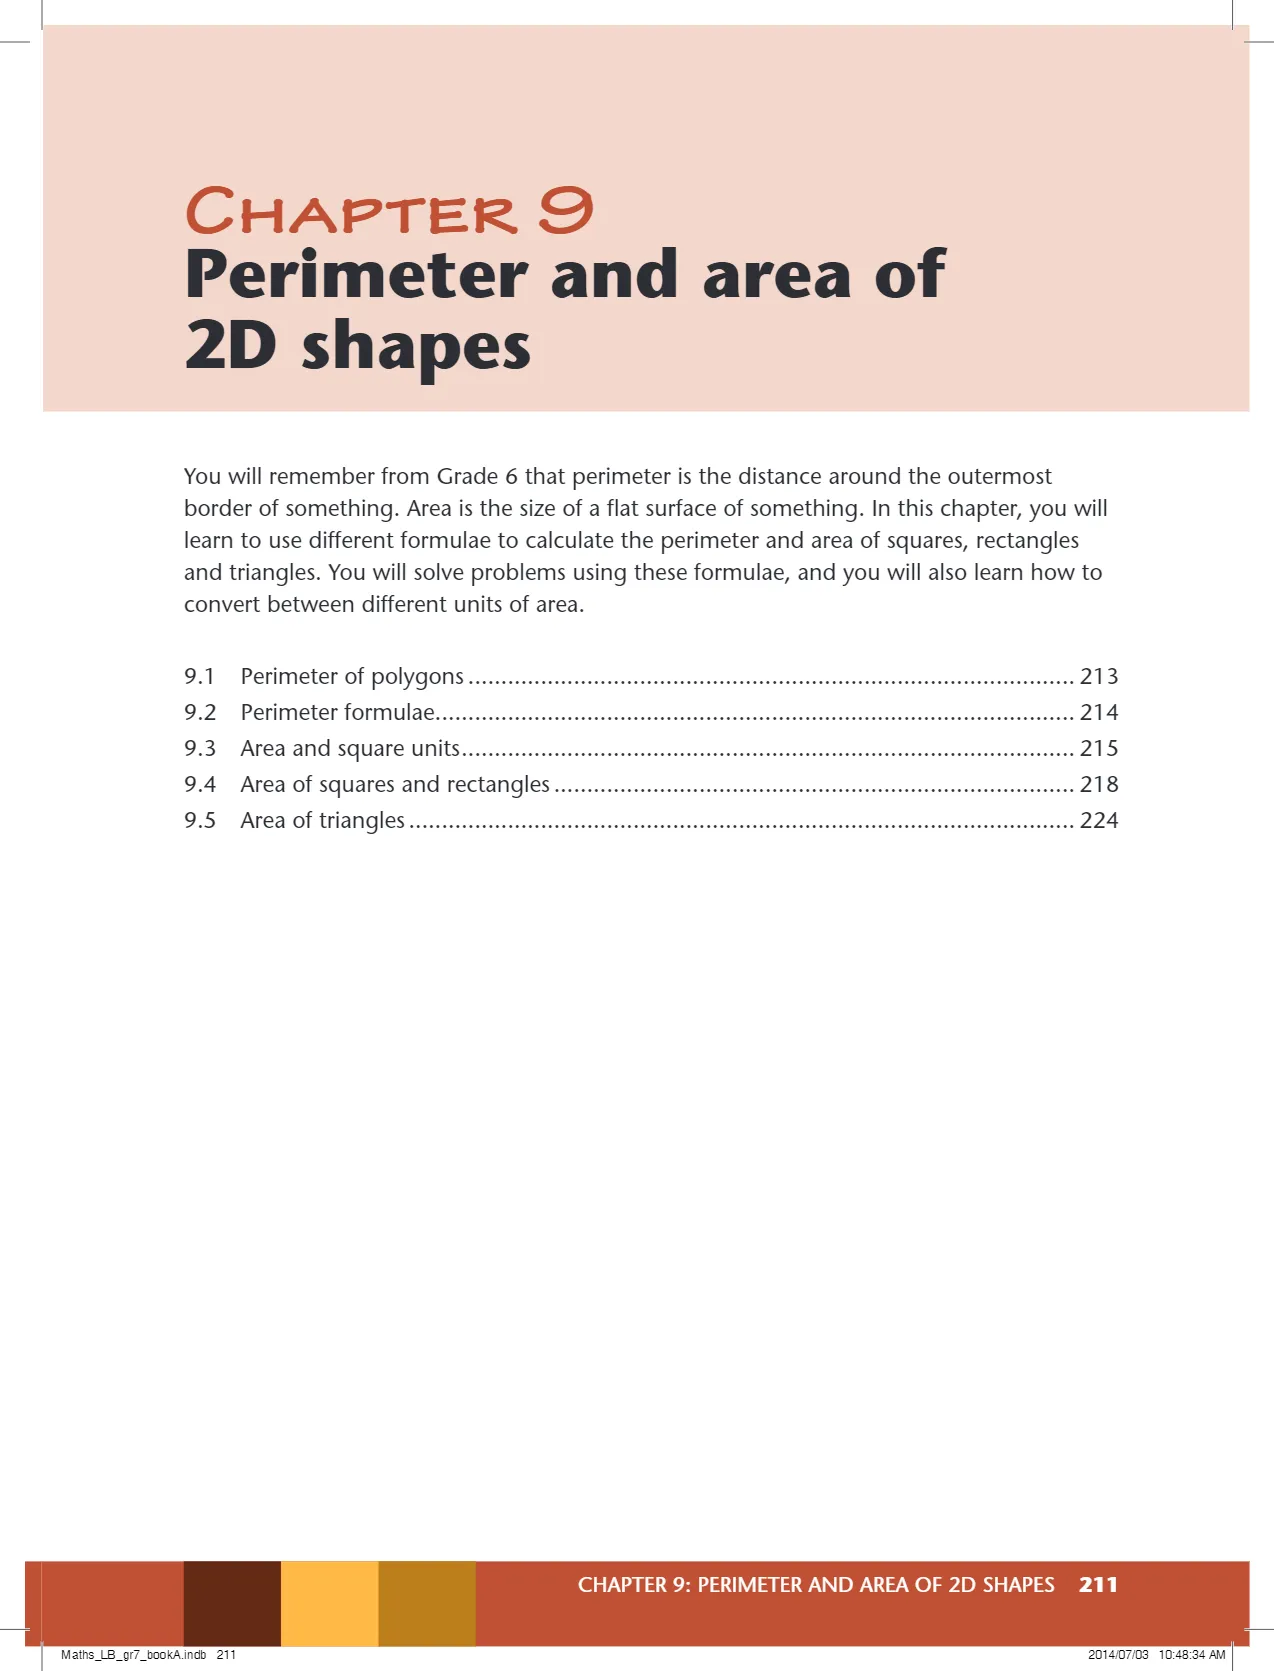 Chapter 9
Perimeter and area of
2D shapes
You will remember from Grade 6 that perimeter is the distance around the outermost
border of something. Area is the size of a flat surface of something. In this chapter, you will
learn to use different formulae to calculate the perimeter and area of squares, rectangles
and triangles. You will solve problems using these formulae, and you will also learn how to
convert between different units of area.
9.1 Perimeter of polygons ............................................................................................ 213
9.2 Perimeter formulae................................................................................................. 214
9.3 Area and square units............................................................................................. 215
9.4 Area of squares and rectangles ............................................................................... 218
9.5 Area of triangles ..................................................................................................... 224
CHAPTER 9: PERIMETER AND AREA OF 2D SHAPES 211
Maths_LB_gr7_bookA.indb 211 2014/07/03 10:48:34 AM